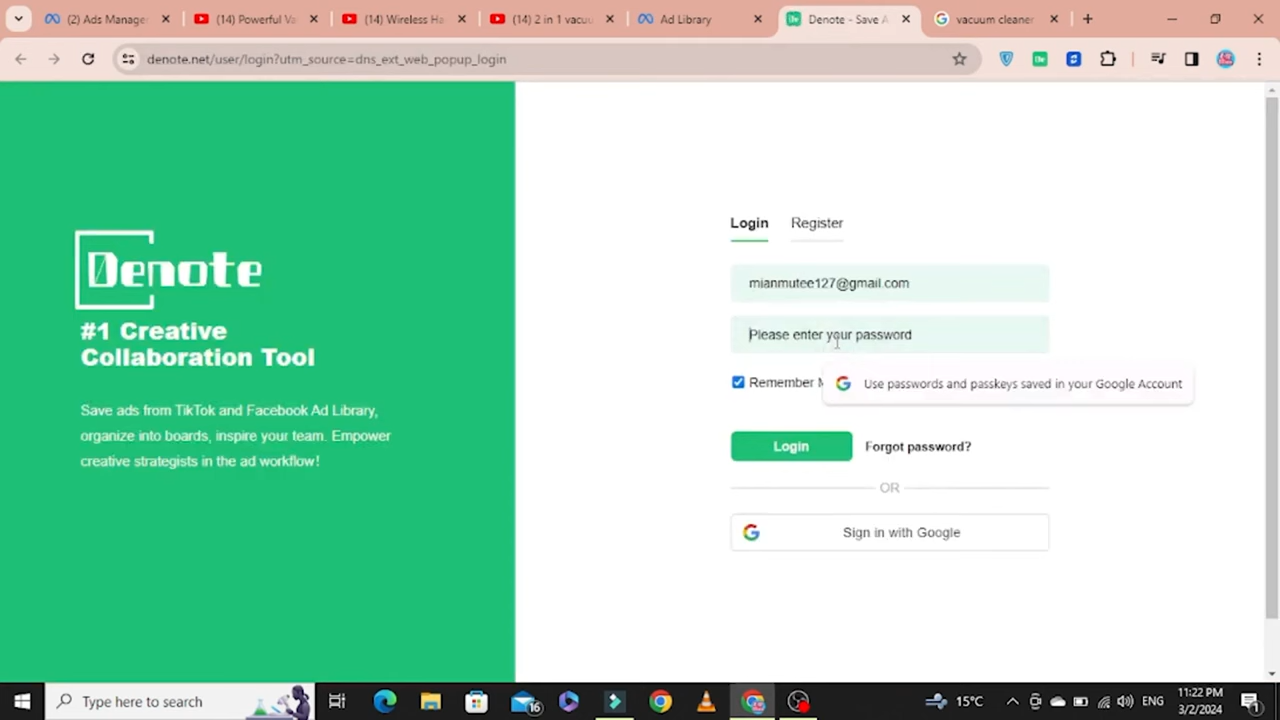 (2) Ads Manager
(14) Powerful Va
(14) Wireless Ha
(14) 2 in 1 vacuu
Ad Library
Denote - Save A
vacuum cleaner
denote.net/user/login?utm_source=dns_ext_web_popup_login
Denote
#1 Creative
Collaboration Tool
Save ads from TikTok and Facebook Ad Library,
organize into boards, inspire your team. Empower
creative strategists in the ad workflow!
Login Register
mianmutee127@gmail.com
Please enter your password
Remember M
Use passwords and passkeys saved in your Google Account
Login Forgot password?
OR
Sign in with Google
Type here to search
16
15°C
ENG
11:22 PM
3/2/2024
1